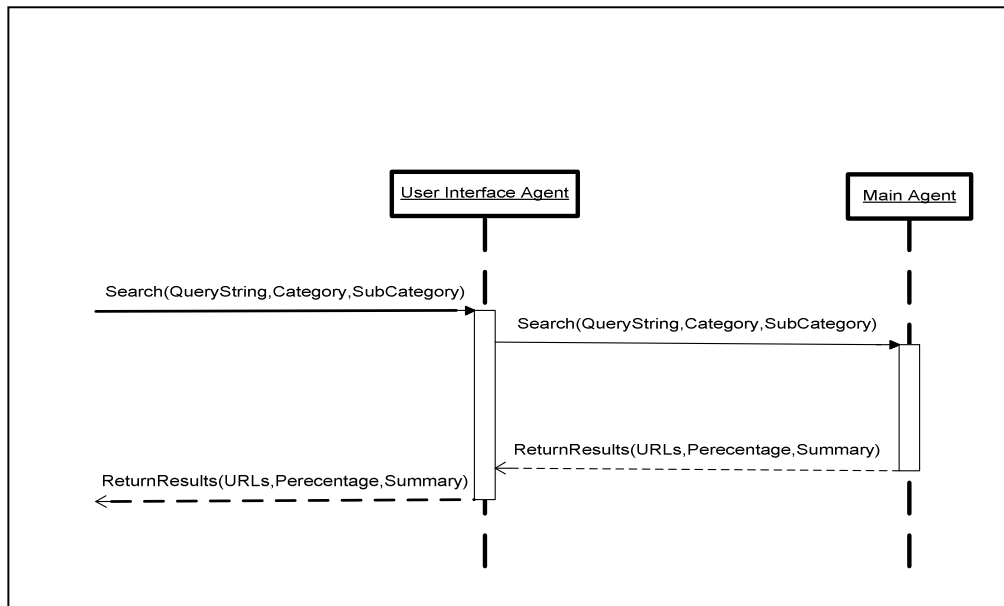 User Interface Agent
Main Agent
Search(QueryString,Category,SubCategory)
Search(QueryString,Category,SubCategory)
ReturnResults(URLs,Perecentage,Summary)
ReturnResults(URLs,Perecentage,Summary)